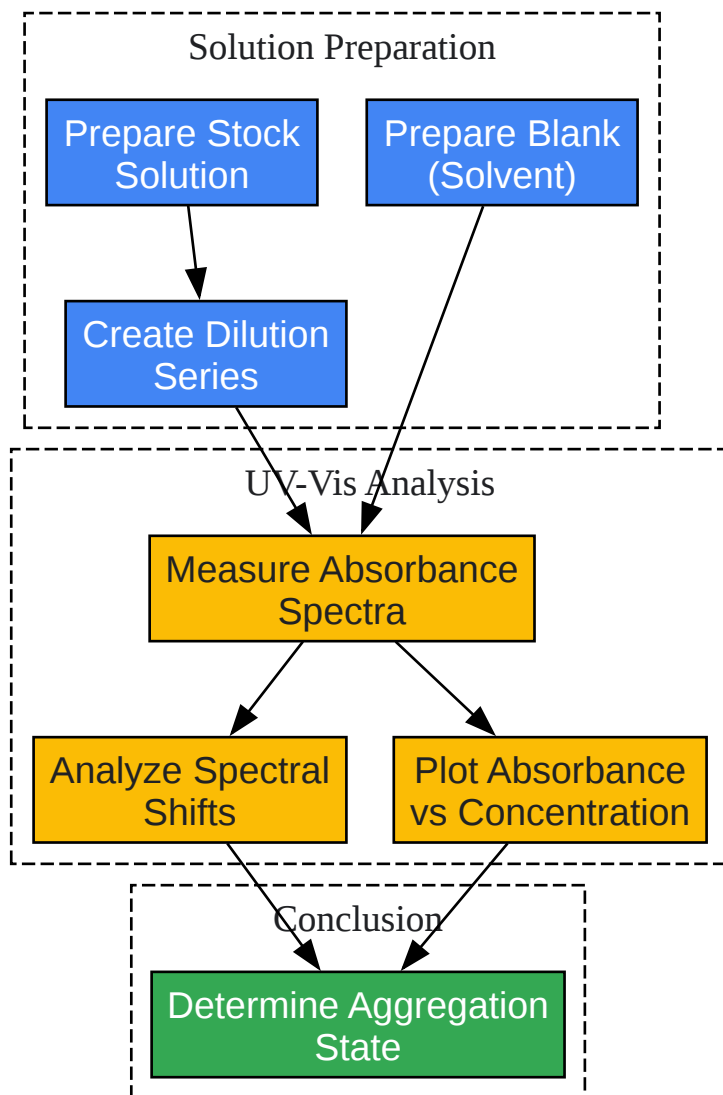 Solution Preparation
Prepare Stock
Solution
Prepare Blank
(Solvent)
Create Dilution
Series
UV-Vis Analysis
Measure Absorbance
Spectra
Analyze Spectral
Shifts
Plot Absorbance
vs Concentration
Conclusion
Determine Aggregation
State